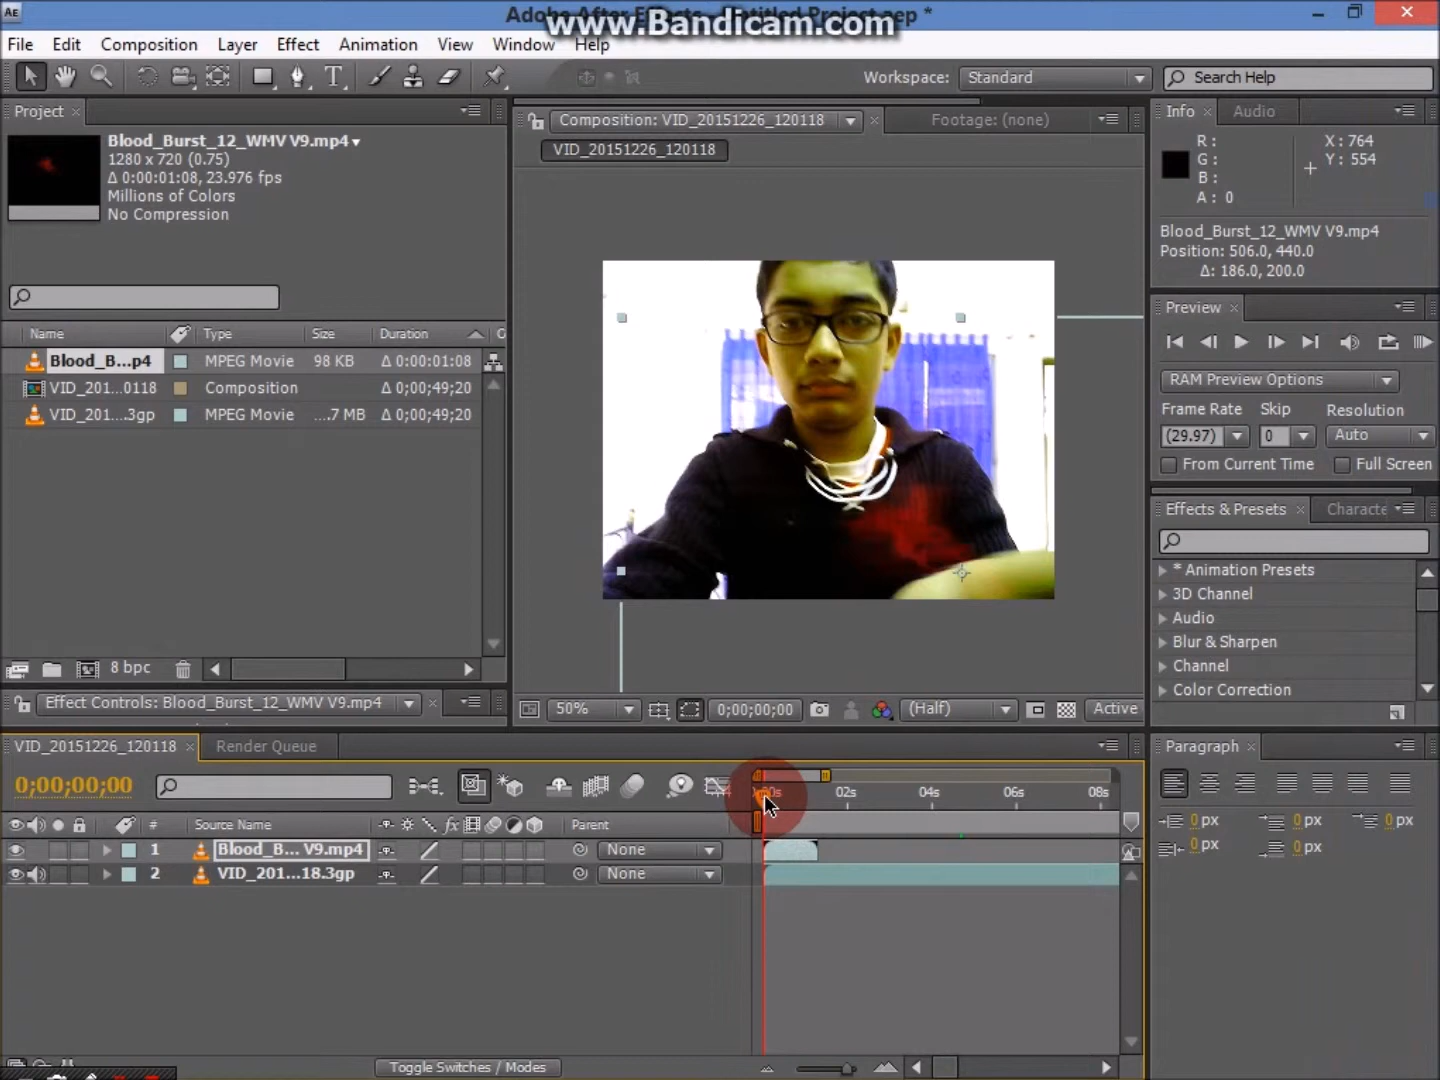 Ae
Adobe After Effects - Untitled Project.aep *
www.Bandicam.com
File Edit Composition Layer Effect Animation View Window Help
Workspace: Standard Search Help
Project
Blood_Burst_12_WMV V9.mp4
1280 x 720 (0.75)
Δ 0:00:01:08, 23.976 fps
Millions of Colors
No Compression
Name Type Size Duration
Blood_B...p4 MPEG Movie 98 KB Δ 0:00:01:08
VID_201...0118 Composition Δ 0;00;49;20
VID_201...3gp MPEG Movie ....7 MB Δ 0;00;49;20
8 bpc
Effect Controls: Blood_Burst_12_WMV V9.mp4
Composition: VID_20151226_120118 Footage: (none)
VID_20151226_120118
50% 0;00;00;00 (Half) Active
Info Audio
R :
G :
B :
A : 0
X : 764
Y : 554
Blood_Burst_12_WMV V9.mp4
Position: 506.0, 440.0
Δ: 186.0, 200.0
Preview
RAM Preview Options
Frame Rate Skip Resolution
(29.97) 0 Auto
From Current Time Full Screen
Effects & Presets Characte
* Animation Presets
3D Channel
Audio
Blur & Sharpen
Channel
Color Correction
VID_20151226_120118 Render Queue
0;00;00;00
02s 04s 06s 08s
# Source Name fx Parent
1 Blood_B... V9.mp4 None
2 VID_201...18.3gp None
Toggle Switches / Modes
Paragraph
0 px 0 px 0 px
0 px 0 px